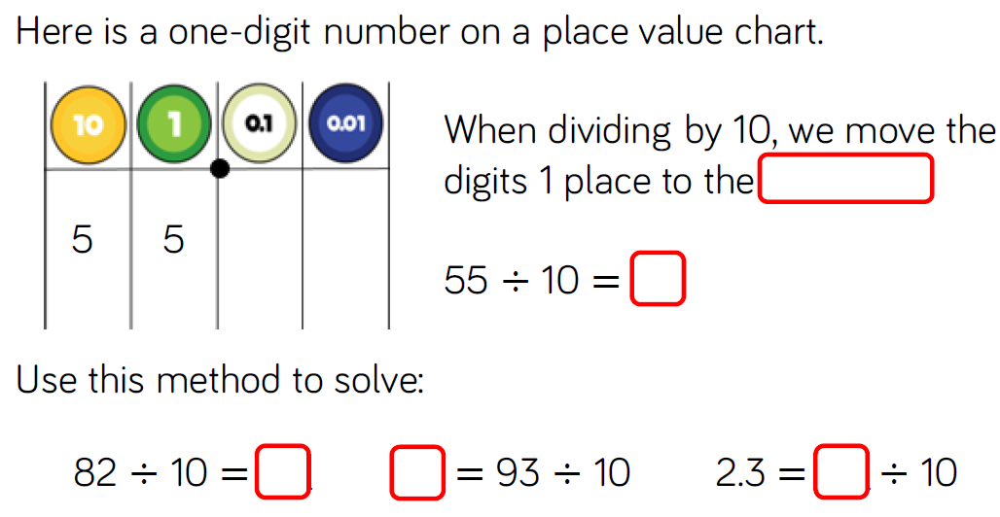 Here is a one-digit number on a place value chart.
10 1 0.1 0.01
When dividing by 10, we move the
digits 1 place to the
5 5
55 ÷ 10 =
Use this method to solve:
82 ÷ 10 =
= 93 ÷ 10
2.3 = ÷ 10